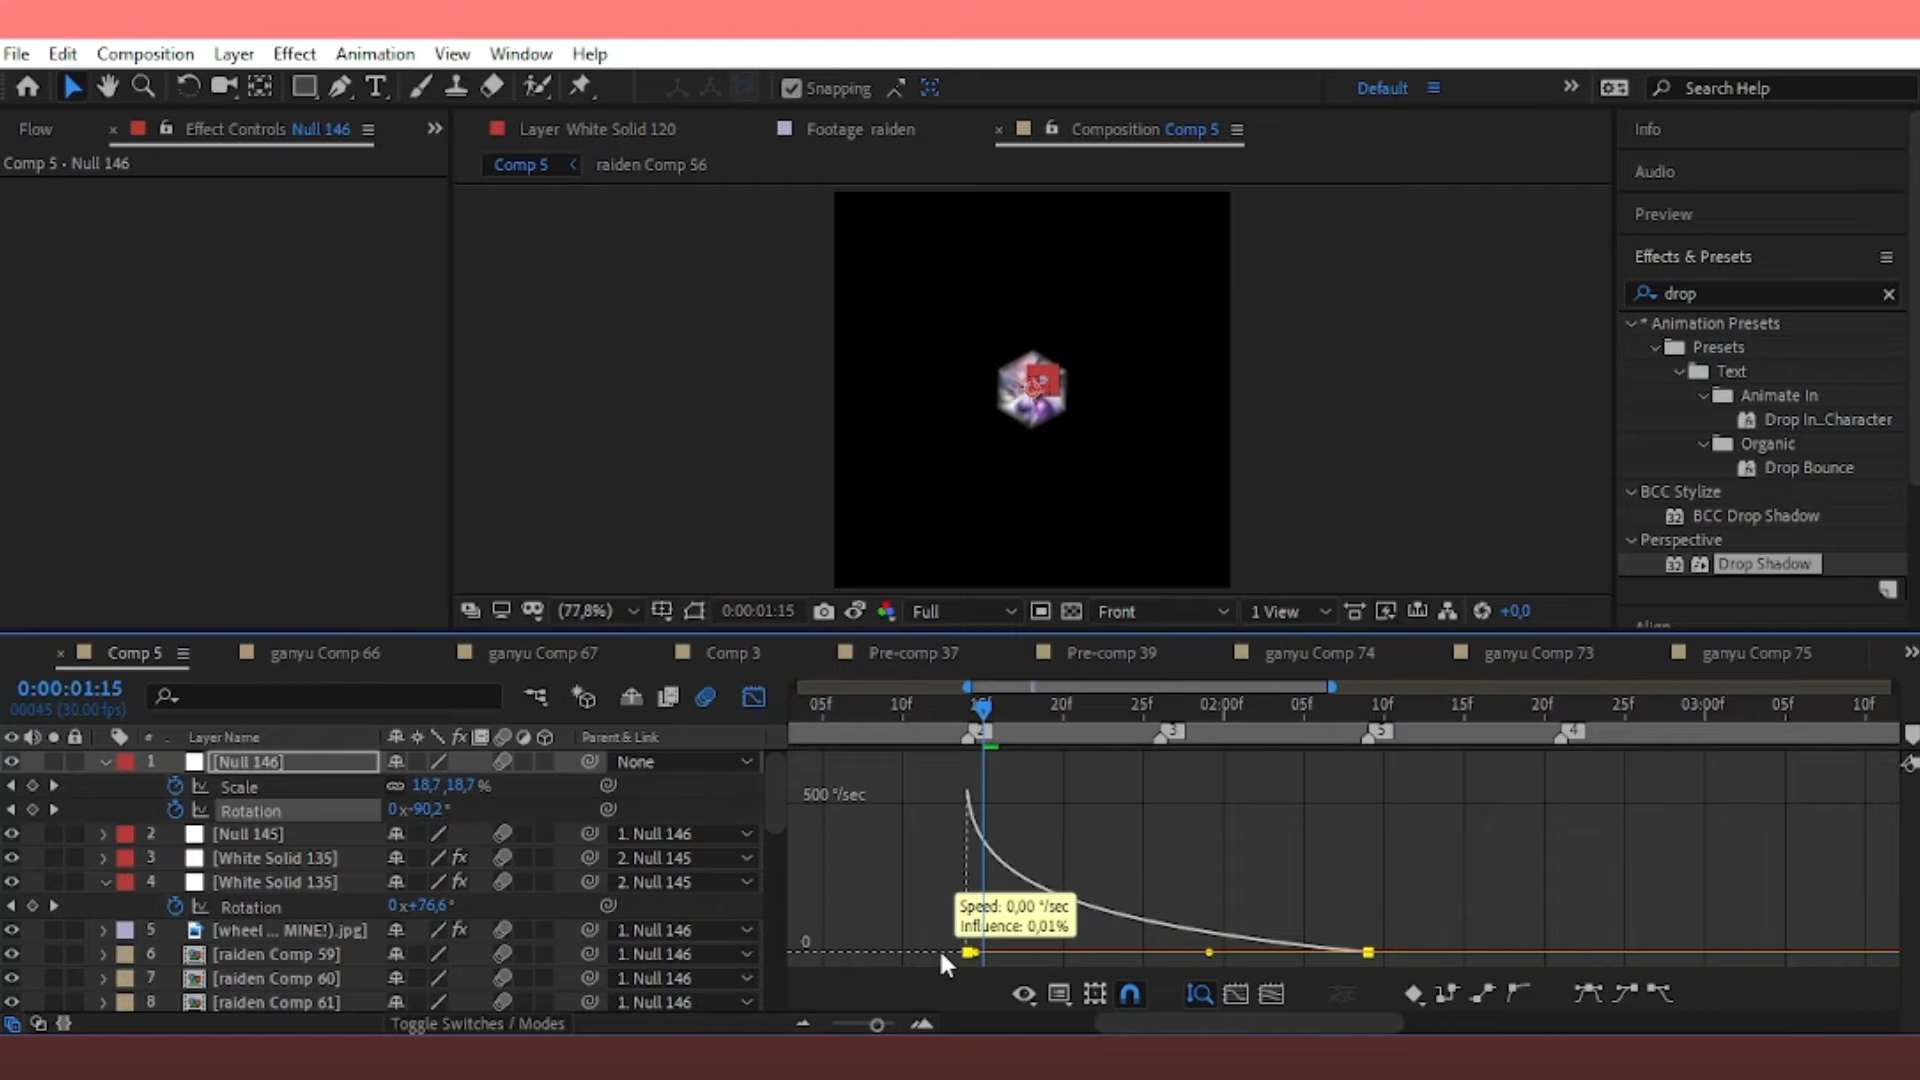 File Edit Composition Layer Effect Animation View Window Help
Snapping Default Search Help
Flow Effect Controls Null 146 Layer White Solid 120 Footage raiden Composition Comp 5 Info
Comp 5 • Null 146
Comp 5 raiden Comp 56
Audio
Preview
Effects & Presets
drop
* Animation Presets
Presets
Text
Animate In
Drop In_Character
Organic
Drop Bounce
BCC Stylize
BCC Drop Shadow
Perspective
Drop Shadow
(77,8%) 0:00:01:15 Full Front 1 View +0,0
Comp 5 ganyu Comp 66 ganyu Comp 67 Comp 3 Pre-comp 37 Pre-comp 39 ganyu Comp 74 ganyu Comp 73 ganyu Comp 75
0:00:01:15
00045 (30.00 fps)
05f 10f 20f 25f 02:00f 05f 10f 15f 20f 25f 03:00f 05f 10f
# Layer Name Parent & Link
3 5 4
1 [Null 146] None
Scale 18,7,18,7 %
500 °/sec
Rotation 0x-90,2°
2 [Null 145] 1. Null 146
3 [White Solid 135] 2. Null 145
4 [White Solid 135] 2. Null 145
Rotation 0x+76,6°
Speed: 0,00 °/sec
Influence: 0,01%
5 [wheel ... MINE!).jpg] 1. Null 146
0
6 [raiden Comp 59] 1. Null 146
7 [raiden Comp 60] 1. Null 146
8 [raiden Comp 61] 1. Null 146
Toggle Switches / Modes